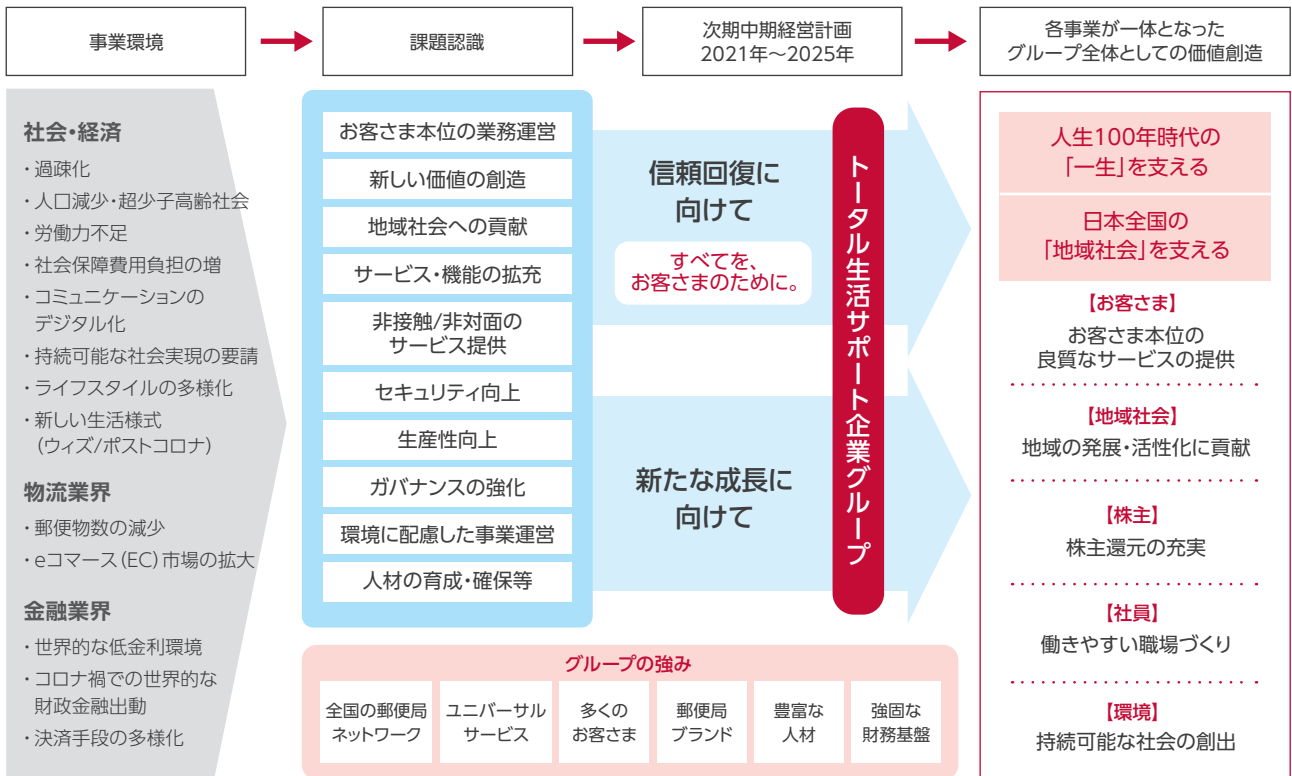 事業環境
課題認識
次期中期経営計画
2021年～2025年
各事業が一体となった
グループ全体としての価値創造
社会・経済
・過疎化
・人口減少・超少子高齢社会
・労働力不足
・社会保障費用負担の増
・コミュニケーションの
デジタル化
・持続可能な社会実現の要請
・ライフスタイルの多様化
・新しい生活様式
(ウィズ/ポストコロナ)
物流業界
・郵便物数の減少
・eコマース(EC)市場の拡大
金融業界
・世界的な低金利環境
・コロナ禍での世界的な
財政金融出動
・決済手段の多様化
お客さま本位の業務運営
新しい価値の創造
地域社会への貢献
サービス・機能の拡充
非接触/非対面の
サービス提供
セキュリティ向上
生産性向上
ガバナンスの強化
環境に配慮した事業運営
人材の育成・確保等
信頼回復に
向けて
すべてを、
お客さまのために。
新たな成長に
向けて
トータル生活サポート企業グループ
人生100年時代の
「一生」を支える
日本全国の
「地域社会」を支える
【お客さま】
お客さま本位の
良質なサービスの提供
【地域社会】
地域の発展・活性化に貢献
【株主】
株主還元の充実
【社員】
働きやすい職場づくり
【環境】
持続可能な社会の創出
グループの強み
全国の郵便局
ネットワーク
ユニバーサル
サービス
多くの
お客さま
郵便局
ブランド
豊富な
人材
強固な
財務基盤